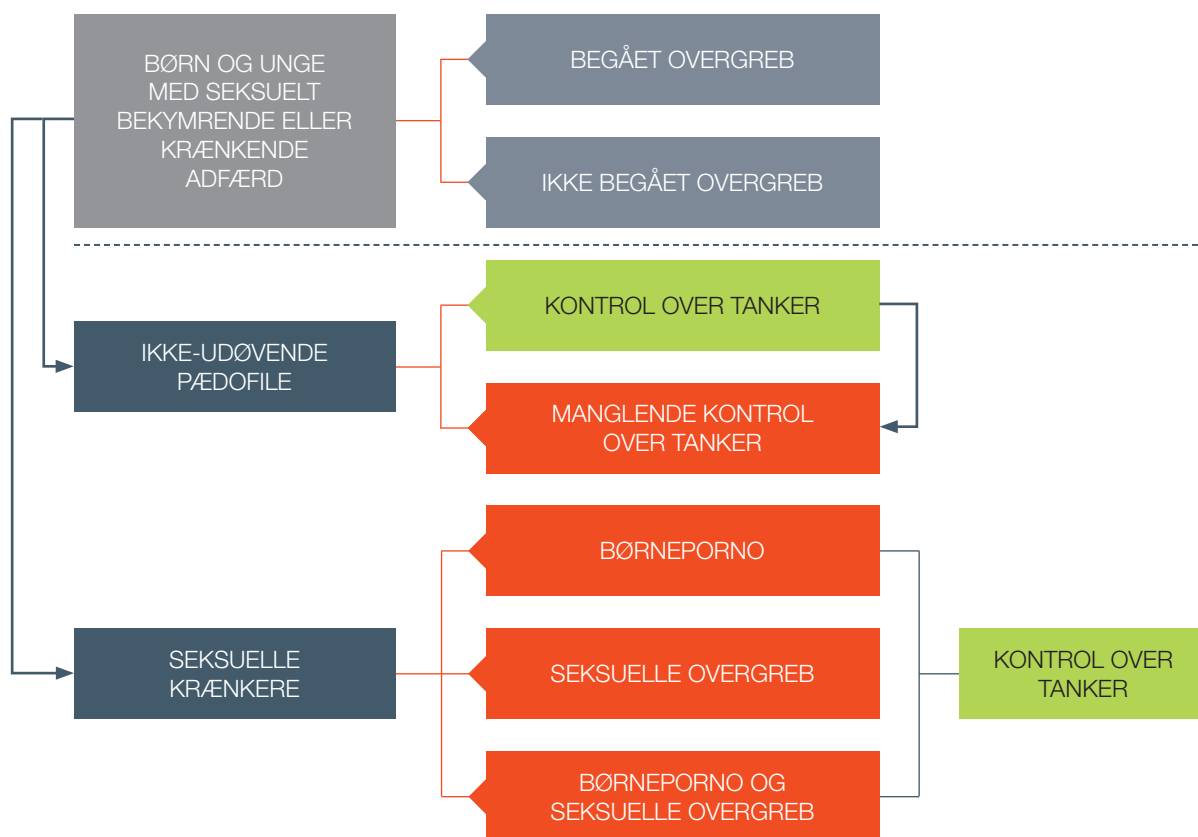 BØRN OG UNGE
MED SEKSUELT
BEKYMRENDE ELLER
KRÆNKENDE
ADFÆRD
BEGÅET OVERGREB
IKKE BEGÅET OVERGREB
IKKE-UDØVENDE
PÆDOFILE
KONTROL OVER TANKER
MANGLENDE KONTROL
OVER TANKER
SEKSUELLE
KRÆNKERE
BØRNEPORNO
SEKSUELLE OVERGREB
BØRNEPORNO OG
SEKSUELLE OVERGREB
KONTROL OVER
TANKER